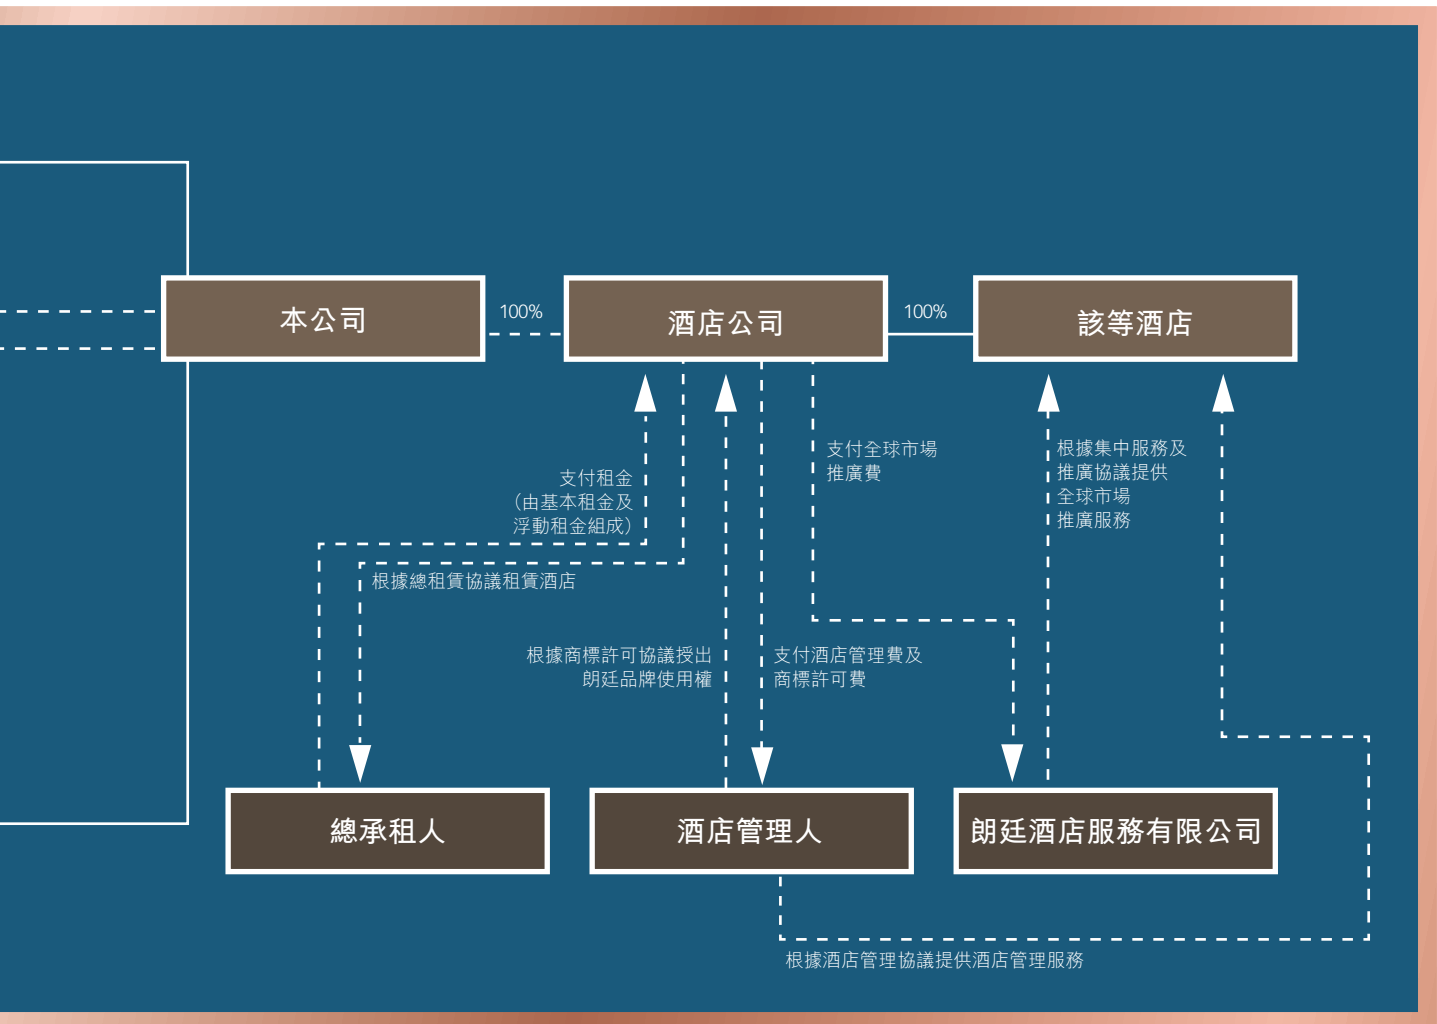 本公司
100%
酒店公司
100%
該等酒店
支付租金
（由基本租金及
浮動租金組成）
根據總租賃協議租賃酒店
支付全球市場
推廣費
根據集中服務及
推廣協議提供
全球市場
推廣服務
根據商標許可協議授出
朗廷品牌使用權
支付酒店管理費及
商標許可費
總承租人
酒店管理人
朗廷酒店服務有限公司
根據酒店管理協議提供酒店管理服務